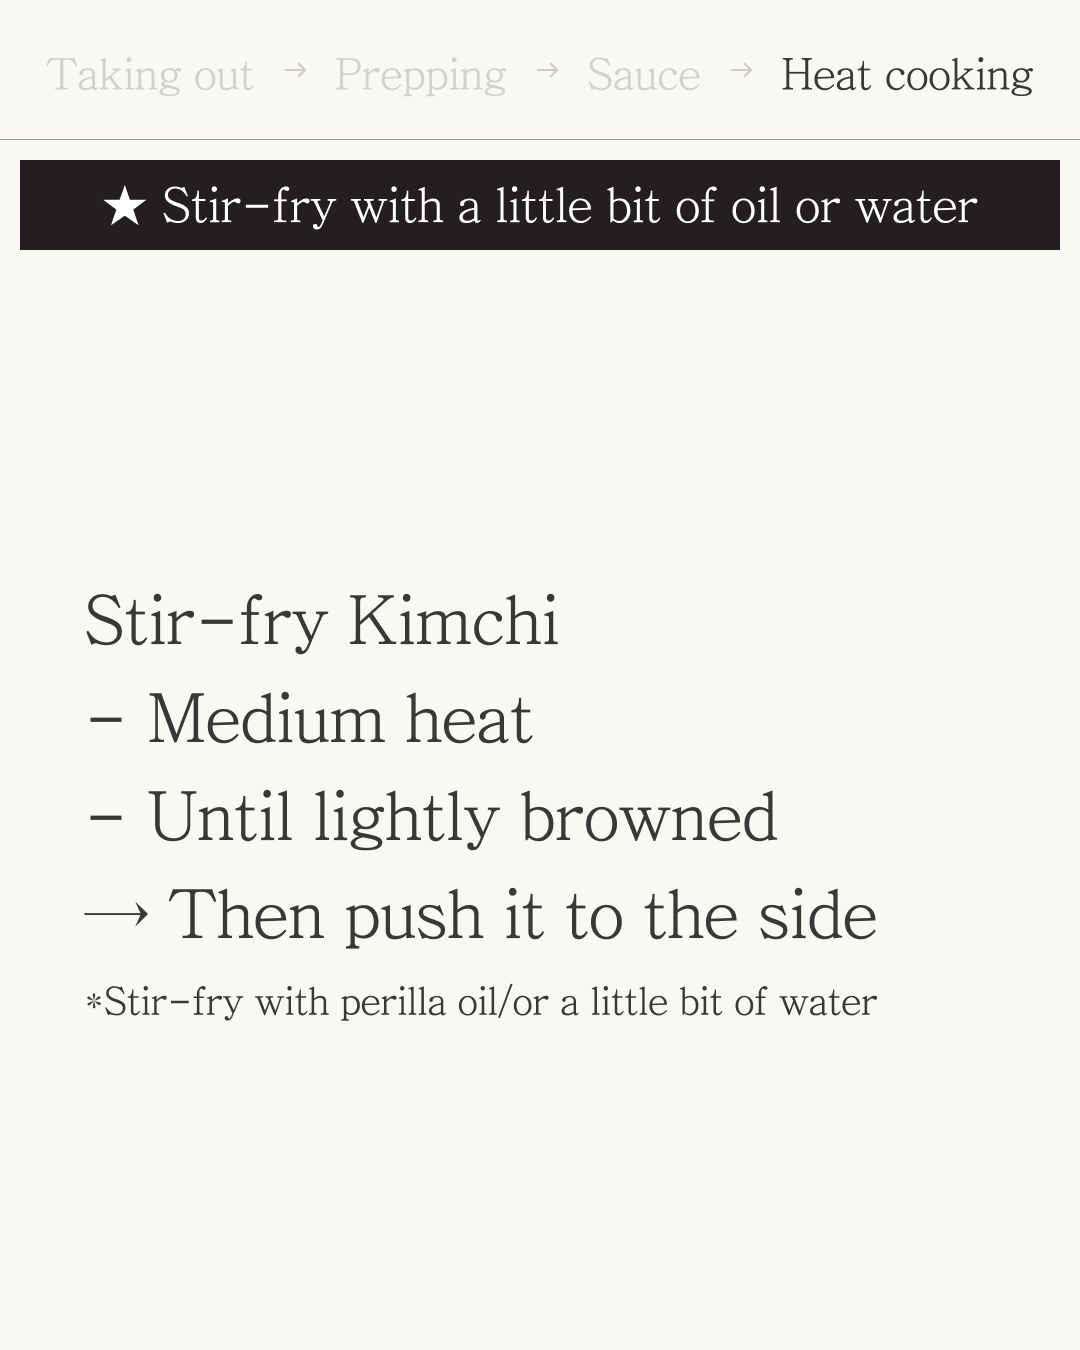 Taking out → Prepping → Sauce → Heat cooking
★ Stir-fry with a little bit of oil or water
Stir-fry Kimchi
- Medium heat
- Until lightly browned
→ Then push it to the side
*Stir-fry with perilla oil/or a little bit of water